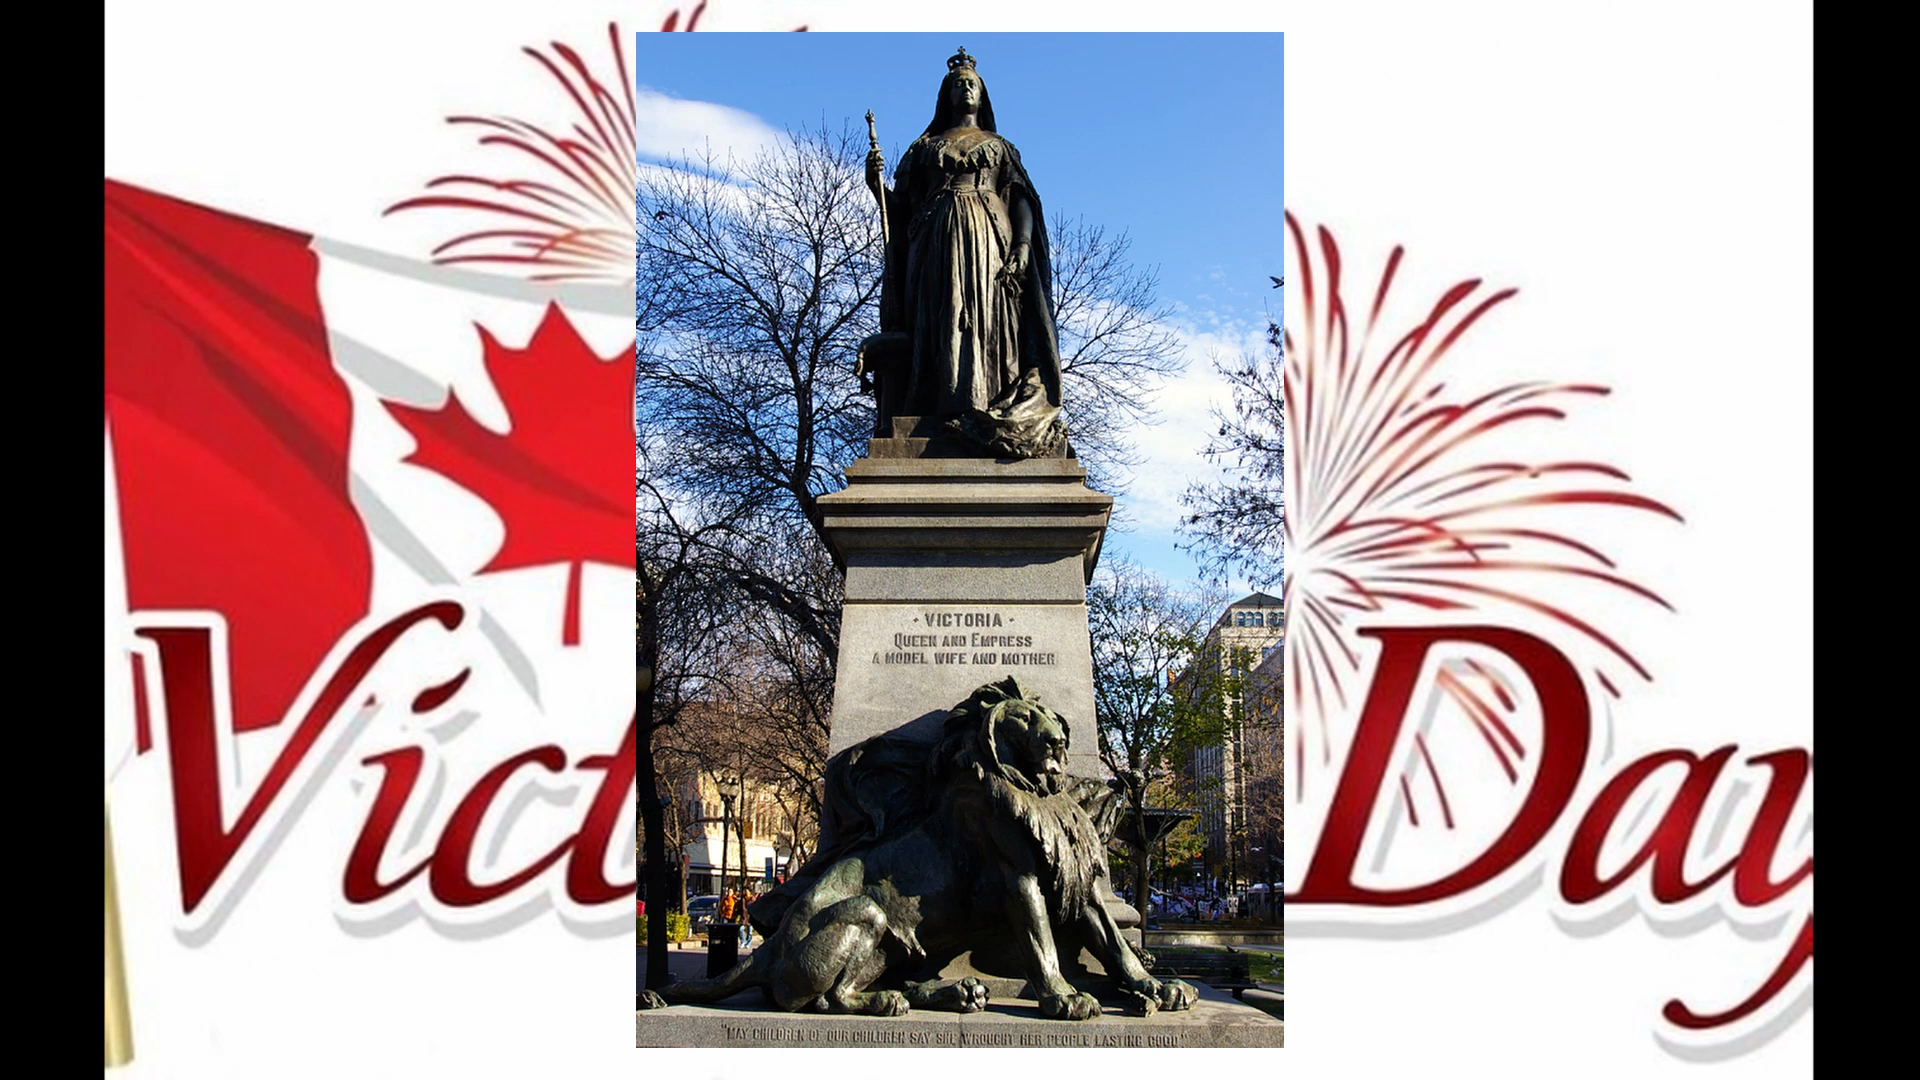 Vict Day
· VICTORIA ·
QUEEN AND EMPRESS
A MODEL WIFE AND MOTHER
"MAY CHILDREN OF OUR CHILDREN SAY SHE WROUGHT HER PEOPLE LASTING GOOD"